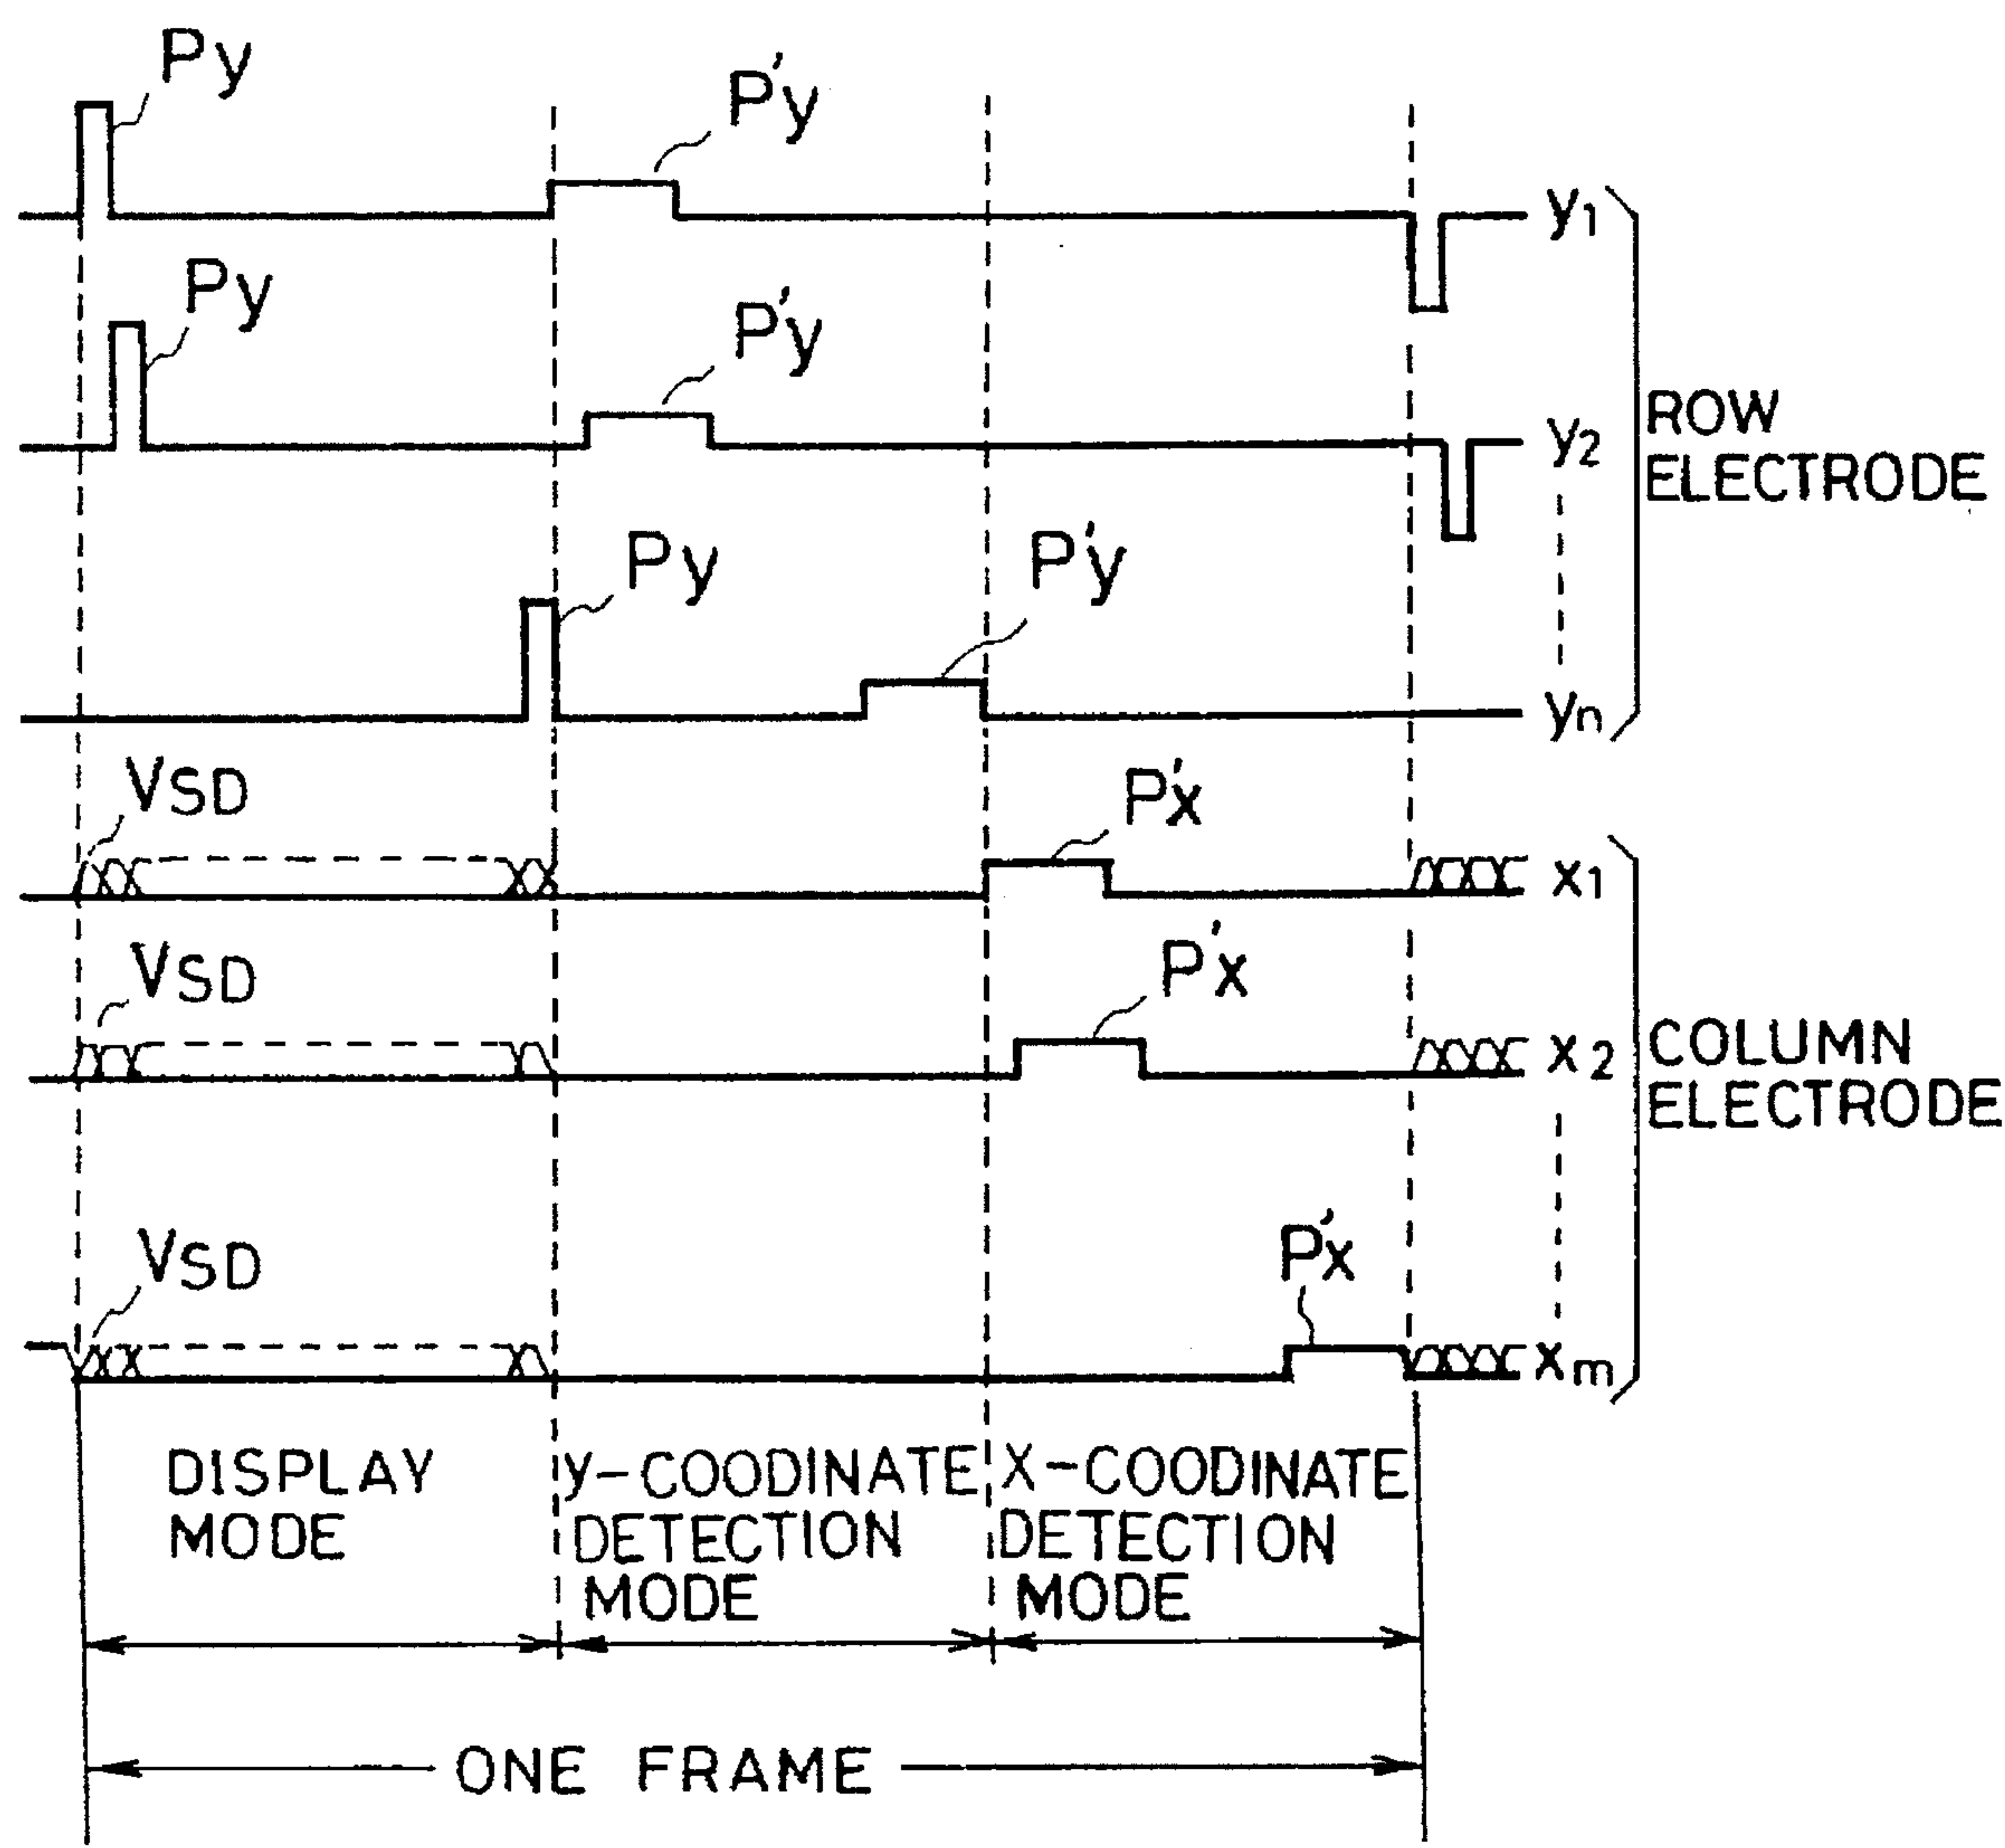 Py
P'y
y1
Py
P'y
y2
ROW
ELECTRODE
Py
P'y
yn
VSD
P'x
x1
VSD
P'x
x2
COLUMN
ELECTRODE
VSD
P'x
xm
DISPLAY
MODE
y-COODINATE
DETECTION
MODE
X-COODINATE
DETECTION
MODE
ONE FRAME